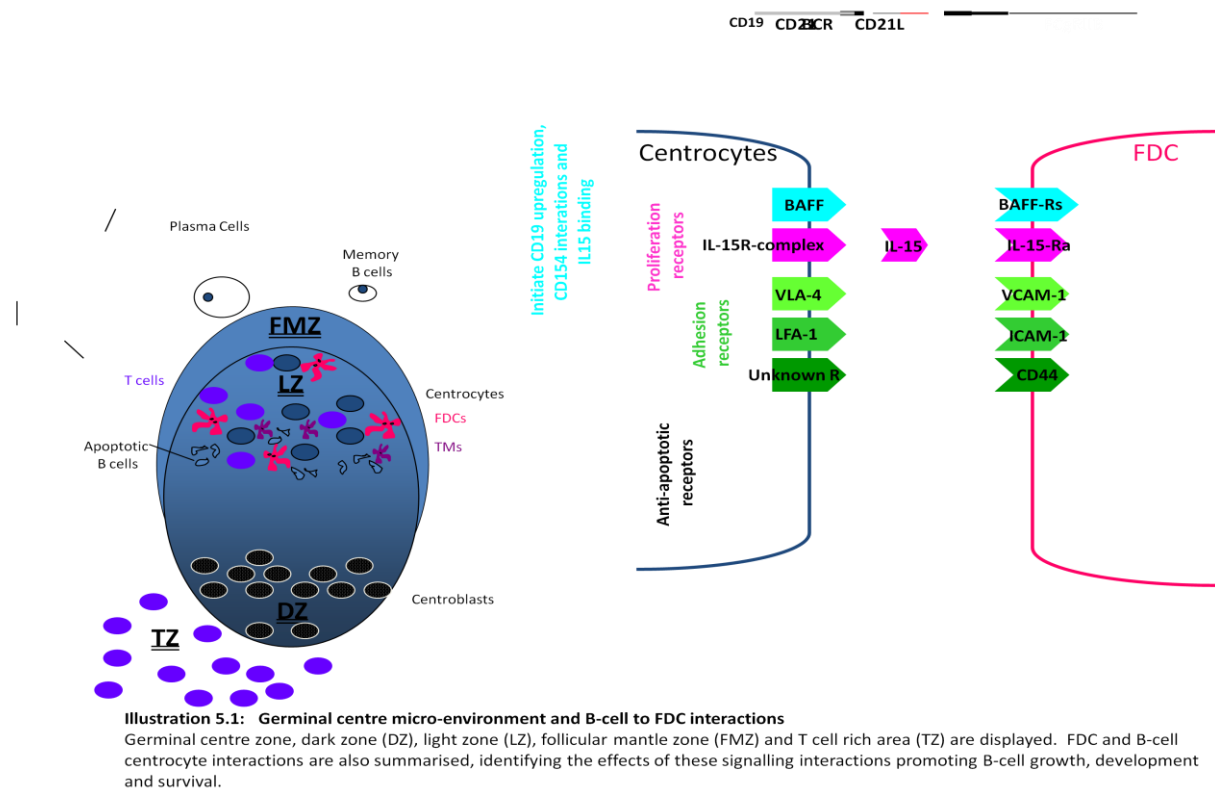 CD19 CD21 BCR CD21L
Centrocytes
FDC
Initiate CD19 upregulation,
CD154 interations and
IL15 binding
Proliferation
receptors
Adhesion
receptors
Anti-apoptotic
receptors
BAFF
BAFF-Rs
IL-15R-complex
IL-15
IL-15-Ra
VLA-4
VCAM-1
LFA-1
ICAM-1
Unknown R
CD44
Plasma Cells
Memory
B cells
FMZ
LZ
T cells
Centrocytes
FDCs
TMs
Apoptotic
B cells
Centroblasts
DZ
TZ
Illustration 5.1: Germinal centre micro-environment and B-cell to FDC interactions
Germinal centre zone, dark zone (DZ), light zone (LZ), follicular mantle zone (FMZ) and T cell rich area (TZ) are displayed. FDC and B-cell
centrocyte interactions are also summarised, identifying the effects of these signalling interactions promoting B-cell growth, development
and survival.